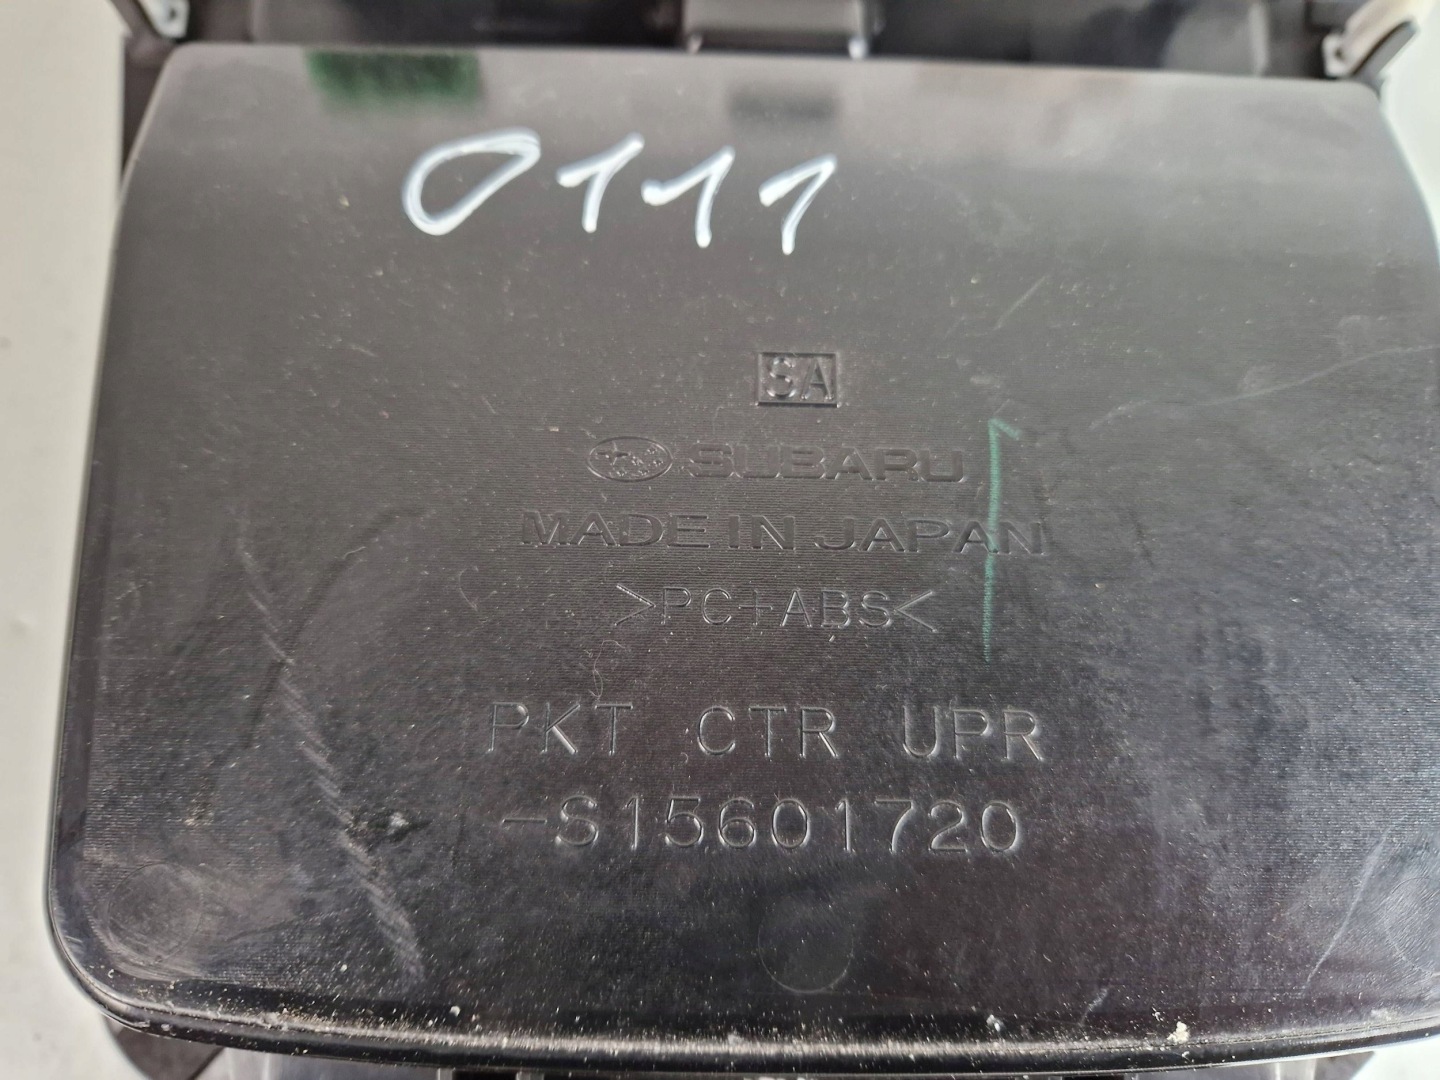 0111
SA
SUBARU
MADE IN JAPAN
>PC+ABS<
PKT CTR UPR
-S15601720